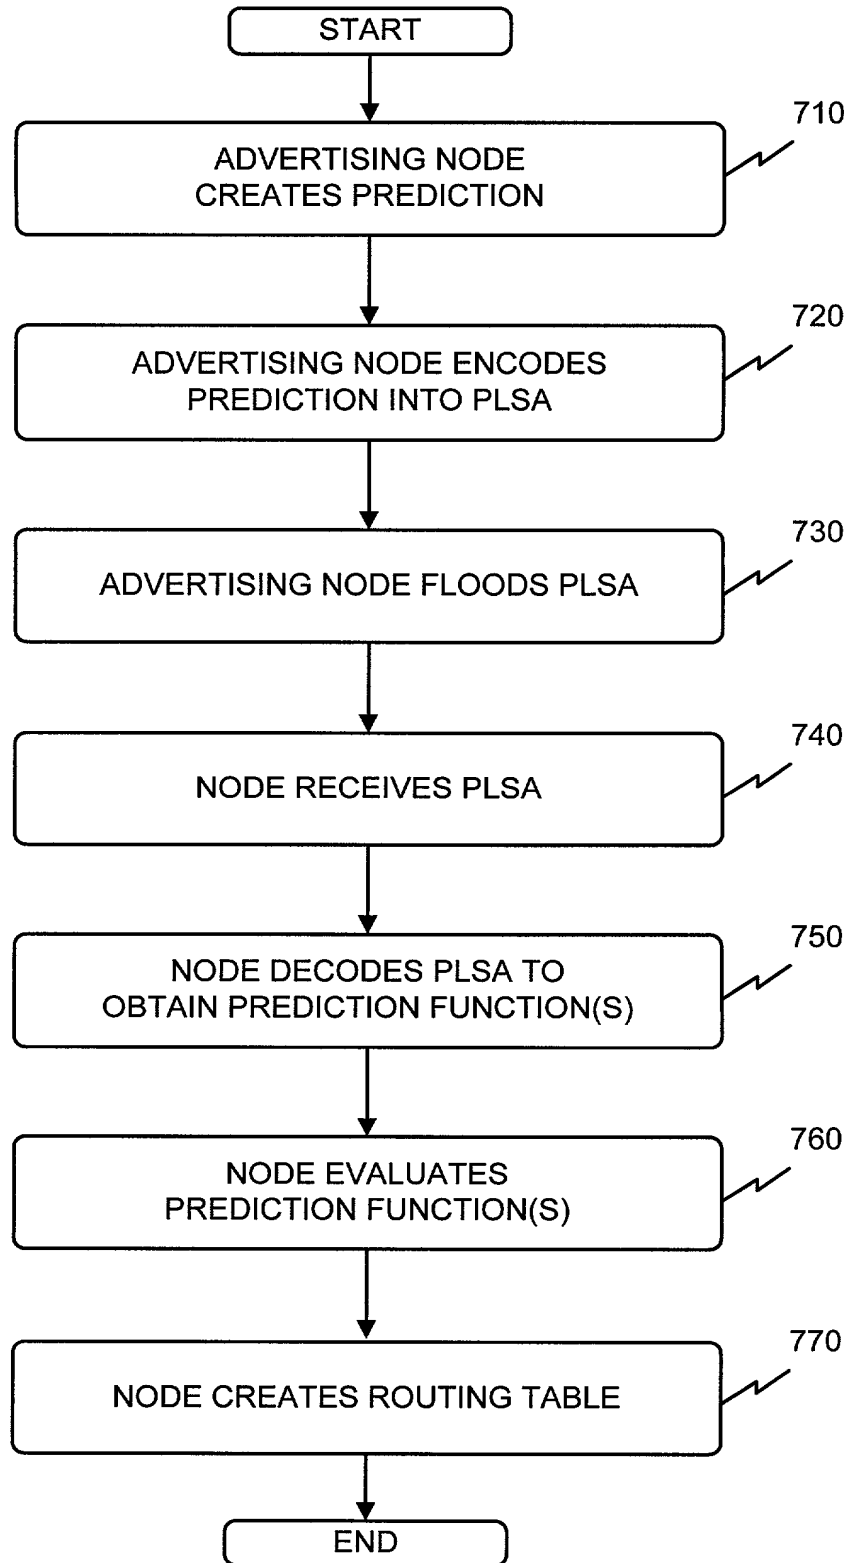 START
710
ADVERTISING NODE
CREATES PREDICTION
720
ADVERTISING NODE ENCODES
PREDICTION INTO PLSA
730
ADVERTISING NODE FLOODS PLSA
740
NODE RECEIVES PLSA
750
NODE DECODES PLSA TO
OBTAIN PREDICTION FUNCTION(S)
760
NODE EVALUATES
PREDICTION FUNCTION(S)
770
NODE CREATES ROUTING TABLE
END